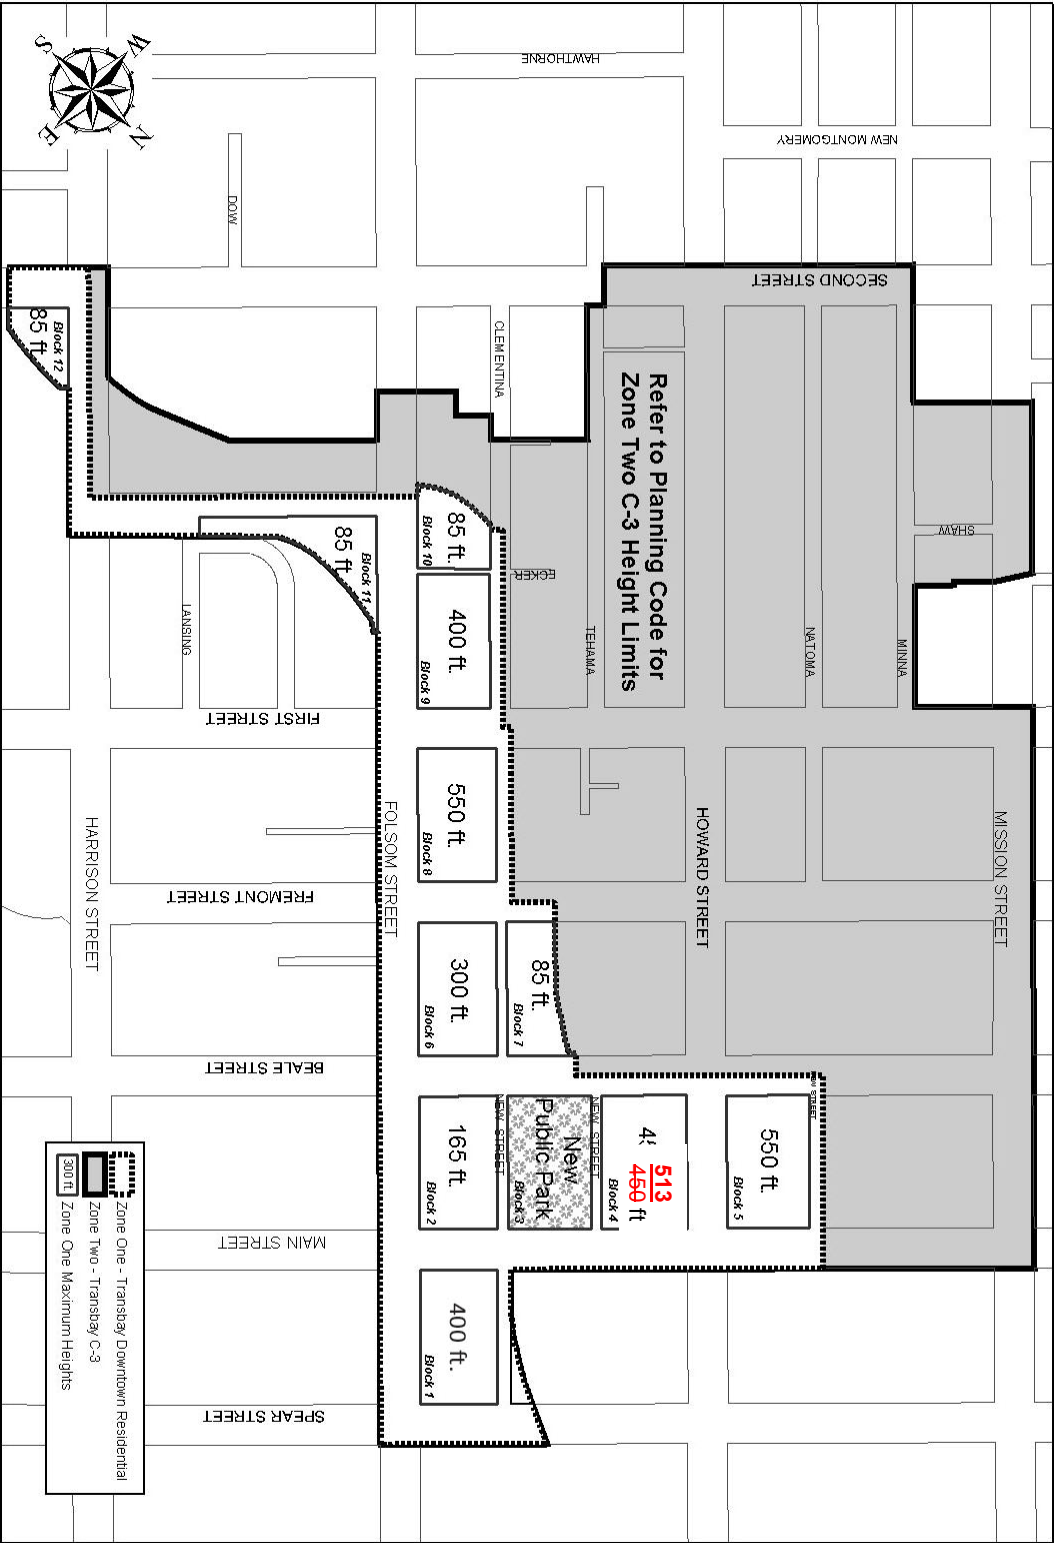 S
W
E
N
HAWTHORNE
NEW MONTGOMERY
DOW
SECOND STREET
CLEMENTINA
Refer to Planning Code for
Zone Two C-3 Height Limits
SHAW
ECKER
TEHAMA
NATOMA
MINNA
LANSING
FIRST STREET
HARRISON STREET
FOLSOM STREET
HOWARD STREET
MISSION STREET
FREMONT STREET
BEALE STREET
MAIN STREET
SPEAR STREET
Block 12
85 ft.
Block 11
85 ft.
85 ft.
Block 10
400 ft.
Block 9
550 ft.
Block 8
300 ft.
Block 6
85 ft.
Block 7
165 ft.
Block 2
NEW STREET
New
Public Park
Block 3
NEW STREET
513
450 ft
Block 4
550 ft.
Block 5
400 ft.
Block 1
Zone One - Transbay Downtown Residential
Zone Two - Transbay C-3
300 ft. Zone One Maximum Heights